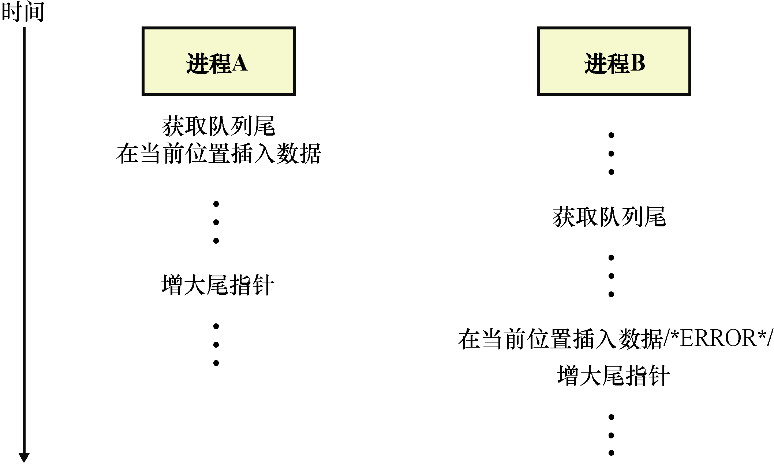 时间
进程A
进程B
获取队列尾
在当前位置插入数据
获取队列尾
增大尾指针
在当前位置插入数据/*ERROR*/
增大尾指针